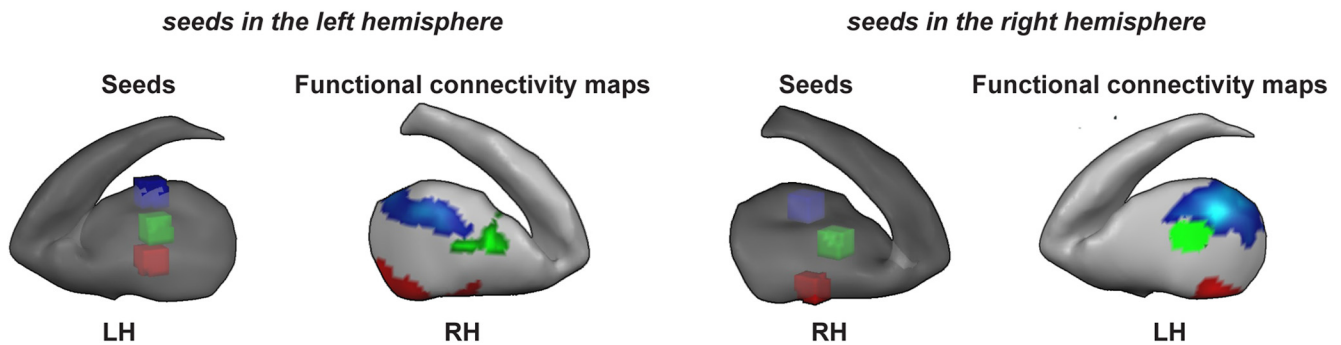 seeds in the left hemisphere
seeds in the right hemisphere
Seeds
Functional connectivity maps
Seeds
Functional connectivity maps
LH
RH
RH
LH